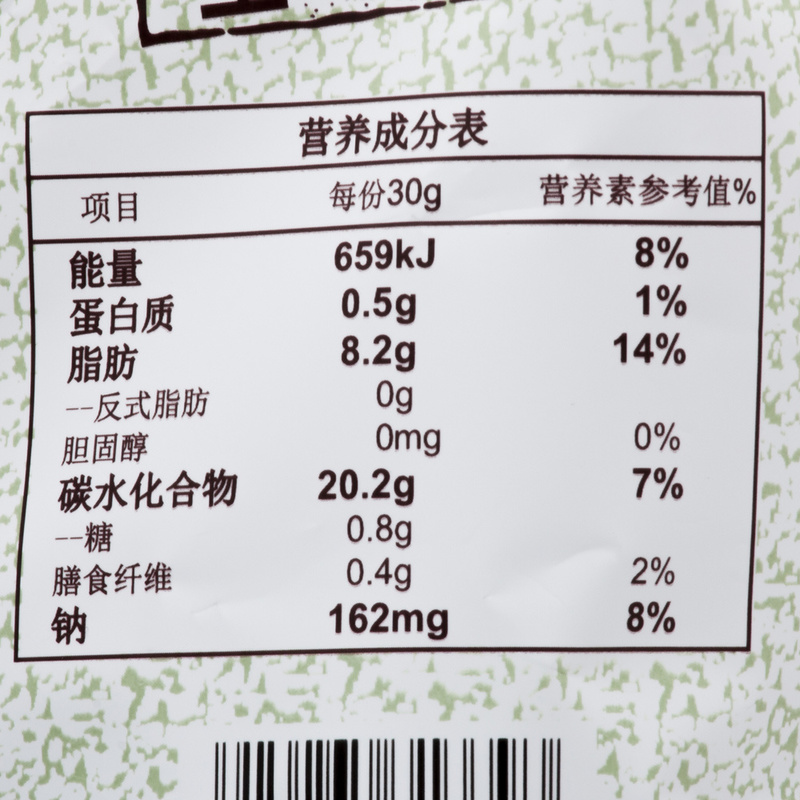 营养成分表
项目 每份30g 营养素参考值%
能量 659kJ 8%
蛋白质 0.5g 1%
脂肪 8.2g 14%
--反式脂肪 0g
胆固醇 0mg 0%
碳水化合物 20.2g 7%
--糖 0.8g
膳食纤维 0.4g 2%
钠 162mg 8%